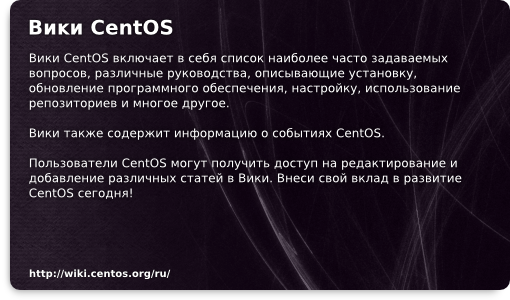 Вики CentOS
Вики CentOS включает в себя список наиболее часто задаваемых
вопросов, различные руководства, описывающие установку,
обновление программного обеспечения, настройку, использование
репозиториев и многое другое.
Вики также содержит информацию о событиях CentOS.
Пользователи CentOS могут получить доступ на редактирование и
добавление различных статей в Вики. Внеси свой вклад в развитие
CentOS сегодня!
http://wiki.centos.org/ru/